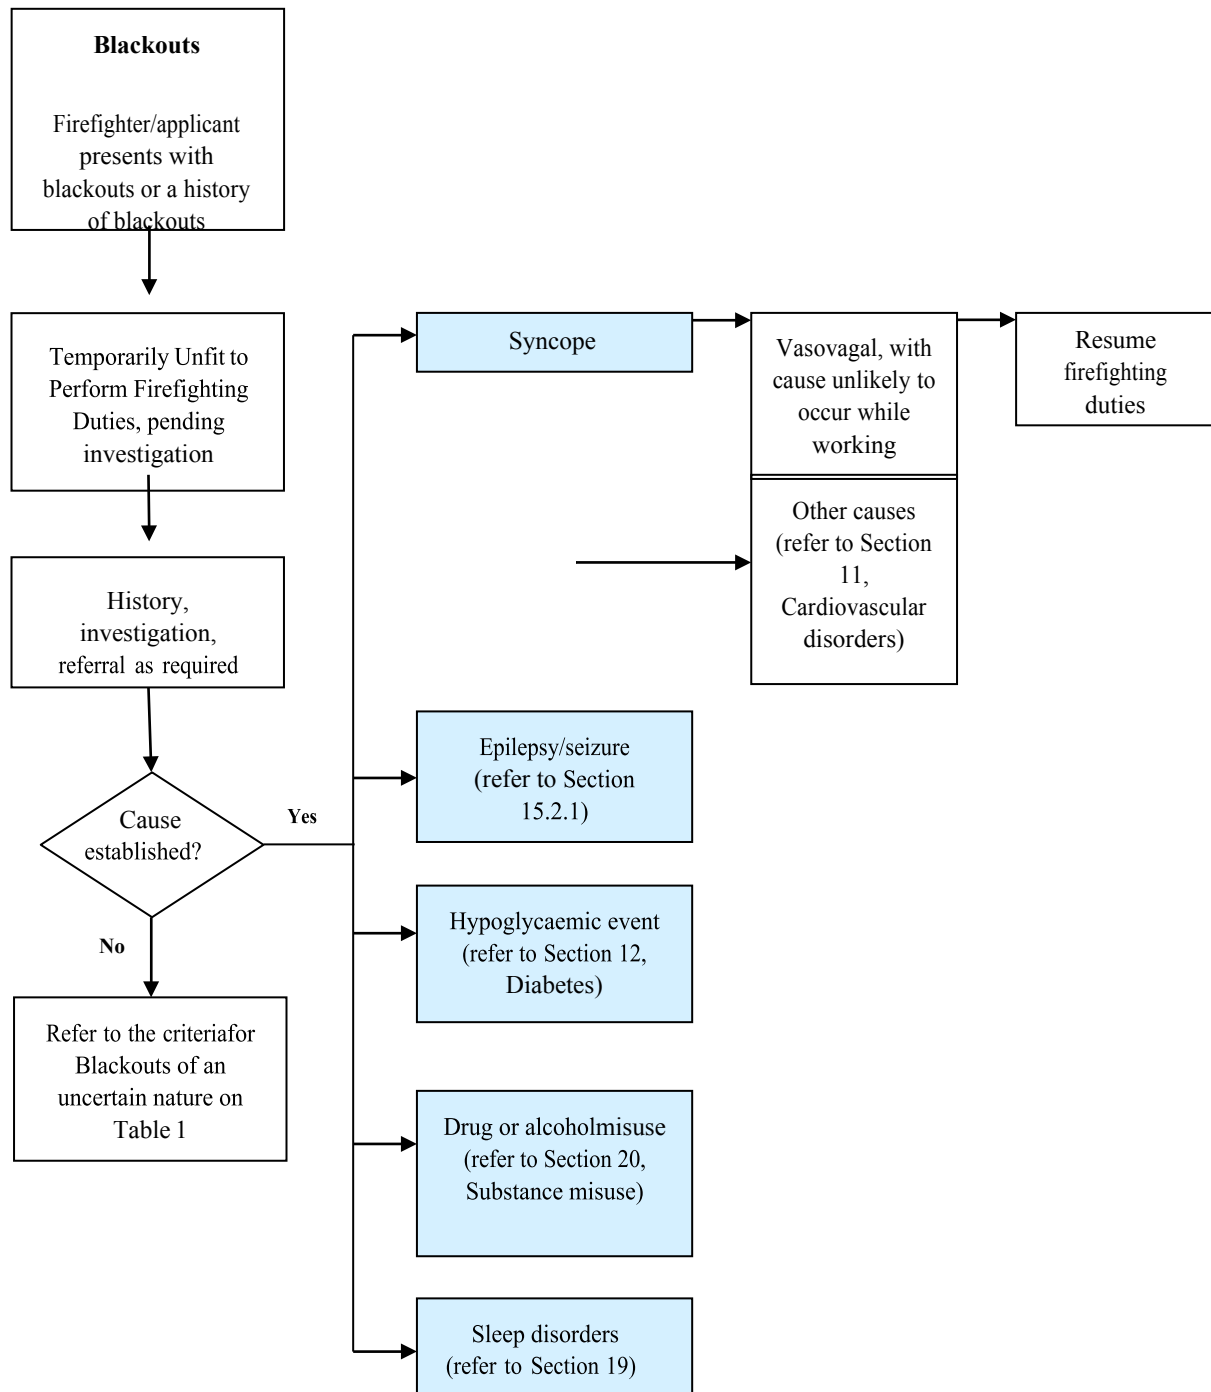 Blackouts
Firefighter/applicant
presents with
blackouts or a history
of blackouts
Temporarily Unfit to
Perform Firefighting
Duties, pending
investigation
History,
investigation,
referral as required
Cause
established?
Yes
No
Refer to the criteriafor
Blackouts of an
uncertain nature on
Table 1
Syncope
Vasovagal, with
cause unlikely to
occur while
working
Resume
firefighting
duties
Other causes
(refer to Section
11,
Cardiovascular
disorders)
Epilepsy/seizure
(refer to Section
15.2.1)
Hypoglycaemic event
(refer to Section 12,
Diabetes)
Drug or alcoholmisuse
(refer to Section 20,
Substance misuse)
Sleep disorders
(refer to Section 19)